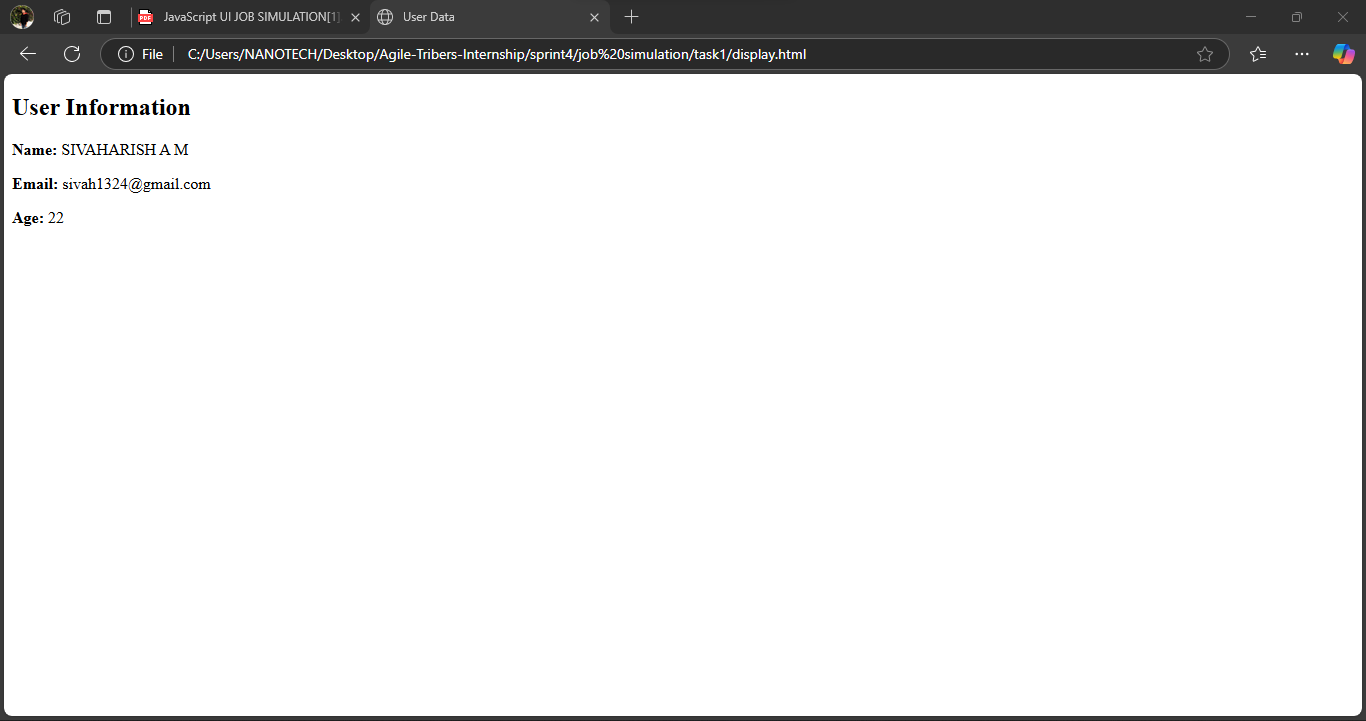 JavaScript UI JOB SIMULATION[1]
User Data
File
C:/Users/NANOTECH/Desktop/Agile-Tribers-Internship/sprint4/job%20simulation/task1/display.html
User Information
Name: SIVAHARISH A M
Email: sivah1324@gmail.com
Age: 22